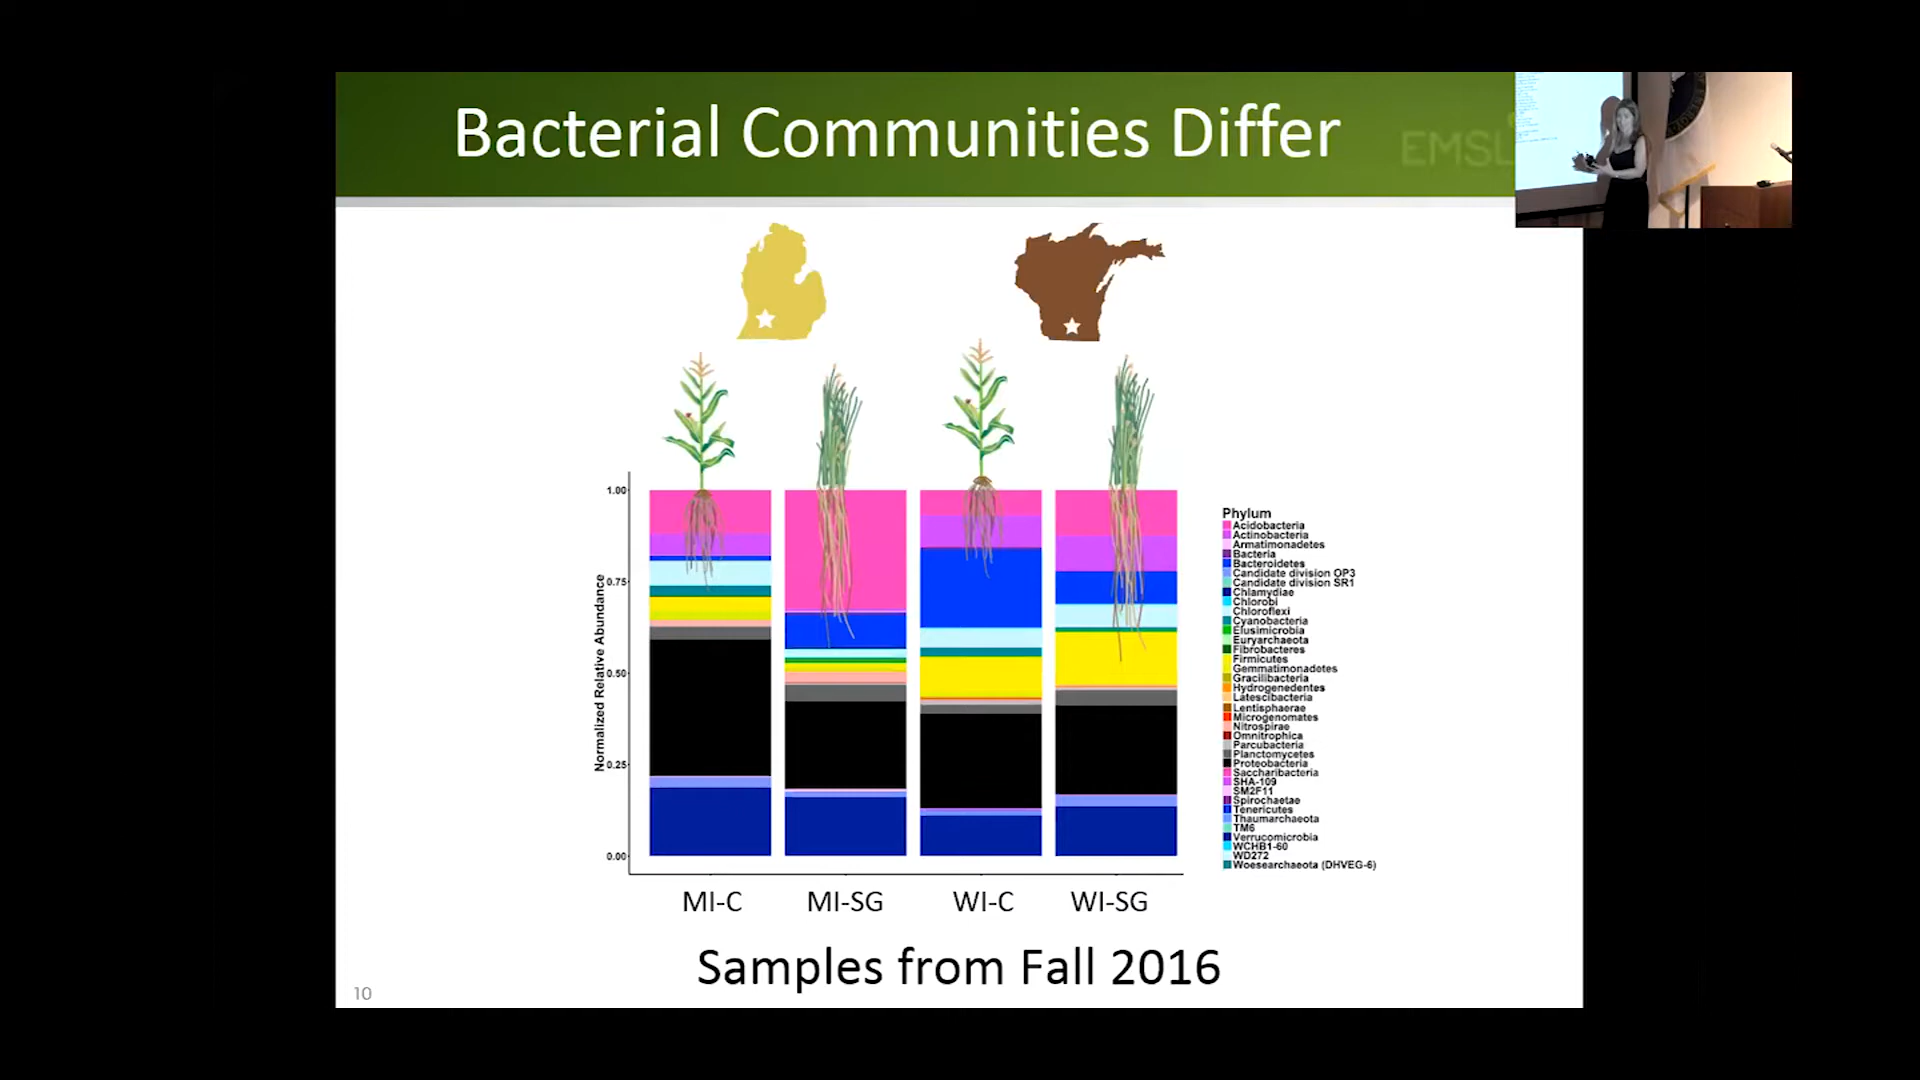 Bacterial Communities Differ
EMSL
1.00
0.75
0.50
0.25
0.00
Normalized Relative Abundance
MI-C
MI-SG
WI-C
WI-SG
Phylum
Acidobacteria
Actinobacteria
Armatimonadetes
Bacteria
Bacteroidetes
Candidate division OP3
Candidate division SR1
Chlamydiae
Chlorobi
Chloroflexi
Cyanobacteria
Elusimicrobia
Euryarchaeota
Fibrobacteres
Firmicutes
Gemmatimonadetes
Gracilibacteria
Hydrogenedentes
Latescibacteria
Lentisphaerae
Microgenomates
Nitrospirae
Omnitrophica
Parcubacteria
Planctomycetes
Proteobacteria
Saccharibacteria
SHA-109
SM2F11
Spirochaetae
Tenericutes
Thaumarchaeota
TM6
Verrucomicrobia
WCHB1-60
WD272
Woesearchaeota (DHVEG-6)
Samples from Fall 2016
10